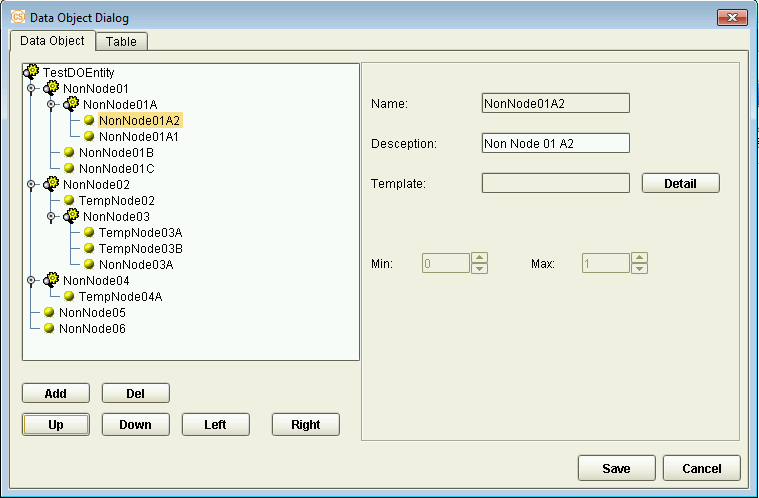 CS Data Object Dialog
Data Object Table
TestDOEntity
NonNode01
NonNode01A
NonNode01A2
NonNode01A1
NonNode01B
NonNode01C
NonNode02
TempNode02
NonNode03
TempNode03A
TempNode03B
NonNode03A
NonNode04
TempNode04A
NonNode05
NonNode06
Name: NonNode01A2
Desception: Non Node 01 A2
Template: Detail
Min: 0 Max: 1
Add Del
Up Down Left Right
Save Cancel